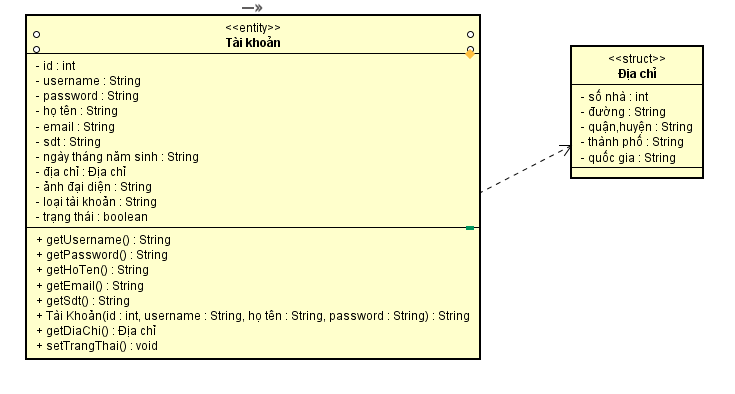 <<entity>>
Tài khoản
- id : int
- username : String
- password : String
- họ tên : String
- email : String
- sdt : String
- ngày tháng năm sinh : String
- địa chỉ : Địa chỉ
- ảnh đại diện : String
- loại tài khoản : String
- trạng thái : boolean
+ getUsername() : String
+ getPassword() : String
+ getHoTen() : String
+ getEmail() : String
+ getSdt() : String
+ Tài Khoản(id : int, username : String, họ tên : String, password : String) : String
+ getDiaChi() : Địa chỉ
+ setTrangThai() : void
<<struct>>
Địa chỉ
- số nhà : int
- đường : String
- quận,huyện : String
- thành phố : String
- quốc gia : String